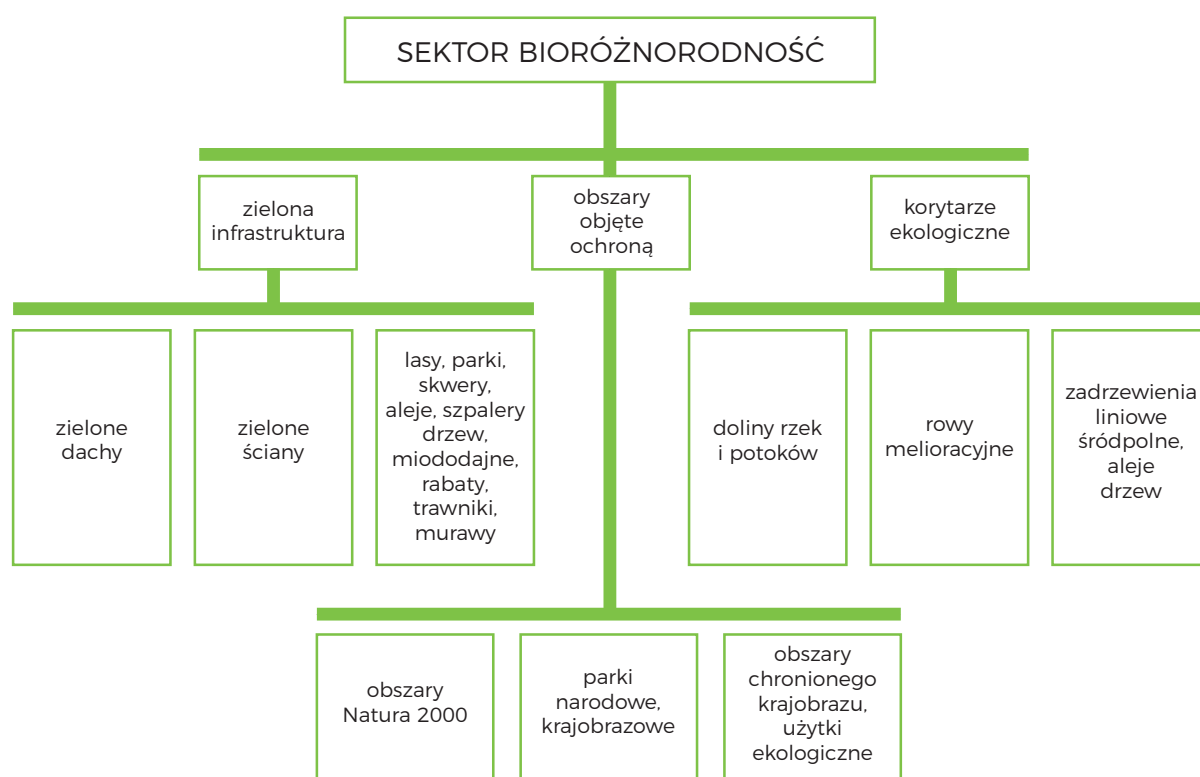 SEKTOR BIORÓŻNORODNOŚĆ
zielona
infrastruktura
obszary
objęte
ochroną
korytarze
ekologiczne
zielone
dachy
zielone
ściany
lasy, parki,
skwery,
aleje, szpalery
drzew,
miododajne,
rabaty,
trawniki,
murawy
doliny rzek
i potoków
rowy
melioracyjne
zadrzewienia
liniowe
śródpolne,
aleje
drzew
obszary
Natura 2000
parki
narodowe,
krajobrazowe
obszary
chronionego
krajobrazu,
użytki
ekologiczne